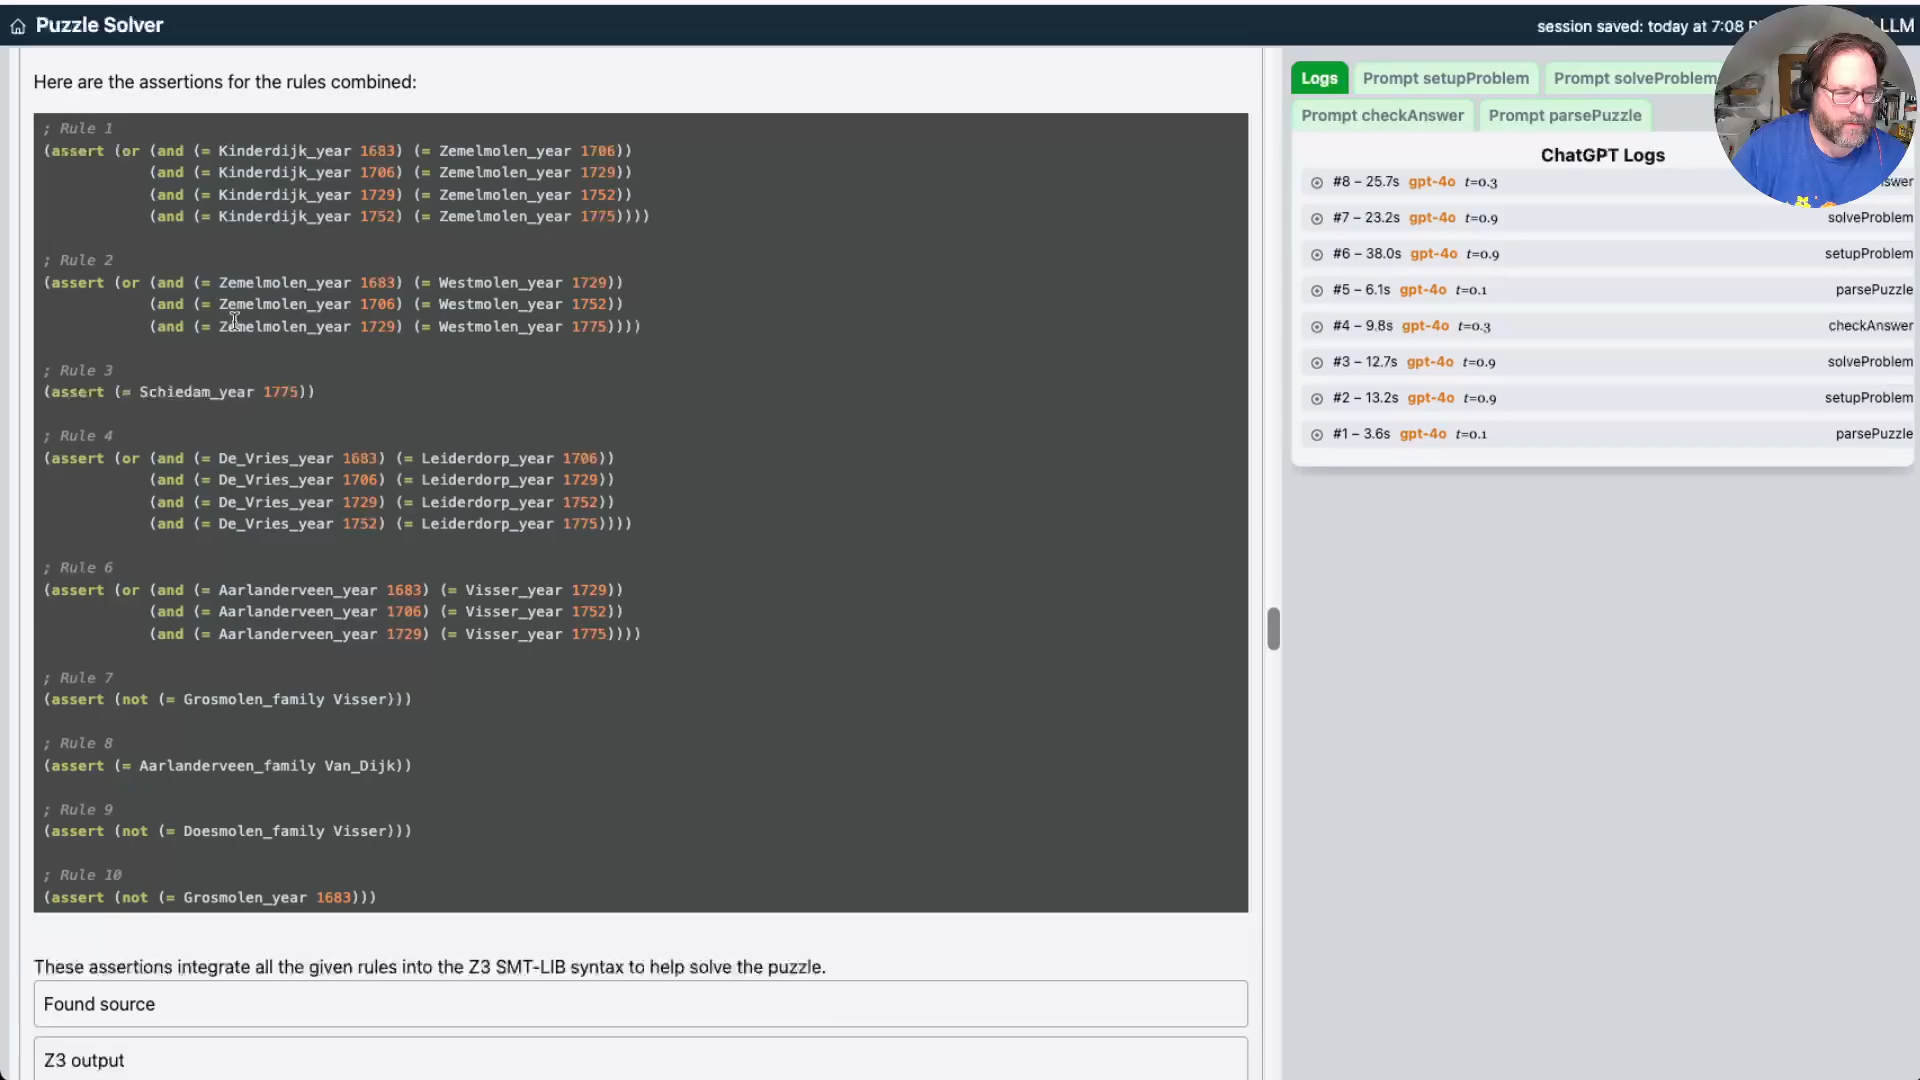 Puzzle Solver
session saved: today at 7:08
LLM
Here are the assertions for the rules combined:
; Rule 1
(assert (or (and (= Kinderdijk_year 1683) (= Zemelmolen_year 1706))
(and (= Kinderdijk_year 1706) (= Zemelmolen_year 1729))
(and (= Kinderdijk_year 1729) (= Zemelmolen_year 1752))
(and (= Kinderdijk_year 1752) (= Zemelmolen_year 1775))))
; Rule 2
(assert (or (and (= Zemelmolen_year 1683) (= Westmolen_year 1729))
(and (= Zemelmolen_year 1706) (= Westmolen_year 1752))
(and (= Zemelmolen_year 1729) (= Westmolen_year 1775))))
; Rule 3
(assert (= Schiedam_year 1775))
; Rule 4
(assert (or (and (= De_Vries_year 1683) (= Leiderdorp_year 1706))
(and (= De_Vries_year 1706) (= Leiderdorp_year 1729))
(and (= De_Vries_year 1729) (= Leiderdorp_year 1752))
(and (= De_Vries_year 1752) (= Leiderdorp_year 1775))))
; Rule 6
(assert (or (and (= Aarlanderveen_year 1683) (= Visser_year 1729))
(and (= Aarlanderveen_year 1706) (= Visser_year 1752))
(and (= Aarlanderveen_year 1729) (= Visser_year 1775))))
; Rule 7
(assert (not (= Grosmolen_family Visser)))
; Rule 8
(assert (= Aarlanderveen_family Van_Dijk))
; Rule 9
(assert (not (= Doesmolen_family Visser)))
; Rule 10
(assert (not (= Grosmolen_year 1683)))
These assertions integrate all the given rules into the Z3 SMT-LIB syntax to help solve the puzzle.
Found source
Z3 output
Logs Prompt setupProblem Prompt solveProblem
Prompt checkAnswer Prompt parsePuzzle
ChatGPT Logs
#8 – 25.7s gpt-4o t=0.3
#7 – 23.2s gpt-4o t=0.9 solveProblem
#6 – 38.0s gpt-4o t=0.9 setupProblem
#5 – 6.1s gpt-4o t=0.1 parsePuzzle
#4 – 9.8s gpt-4o t=0.3 checkAnswer
#3 – 12.7s gpt-4o t=0.9 solveProblem
#2 – 13.2s gpt-4o t=0.9 setupProblem
#1 – 3.6s gpt-4o t=0.1 parsePuzzle